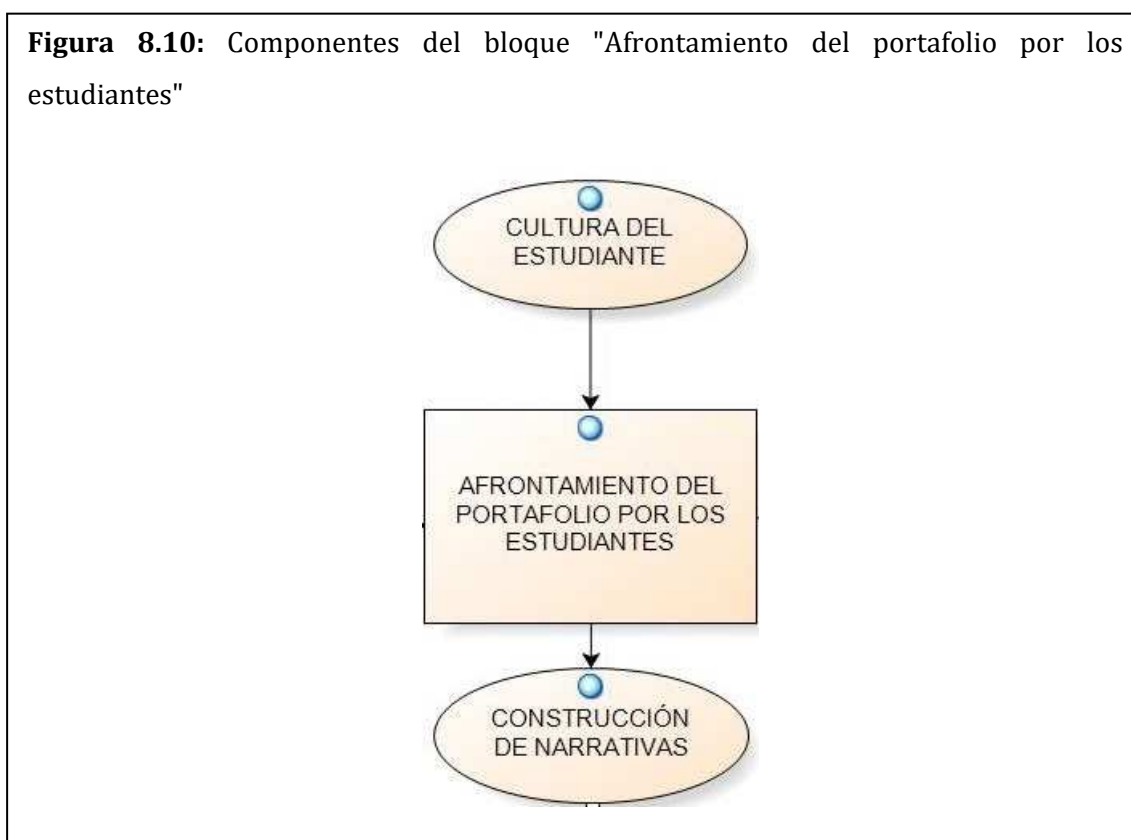 Figura 8.10: Componentes del bloque "Afrontamiento del portafolio por los
estudiantes"
CULTURA DEL
ESTUDIANTE
AFRONTAMIENTO DEL
PORTAFOLIO POR LOS
ESTUDIANTES
CONSTRUCCIÓN
DE NARRATIVAS